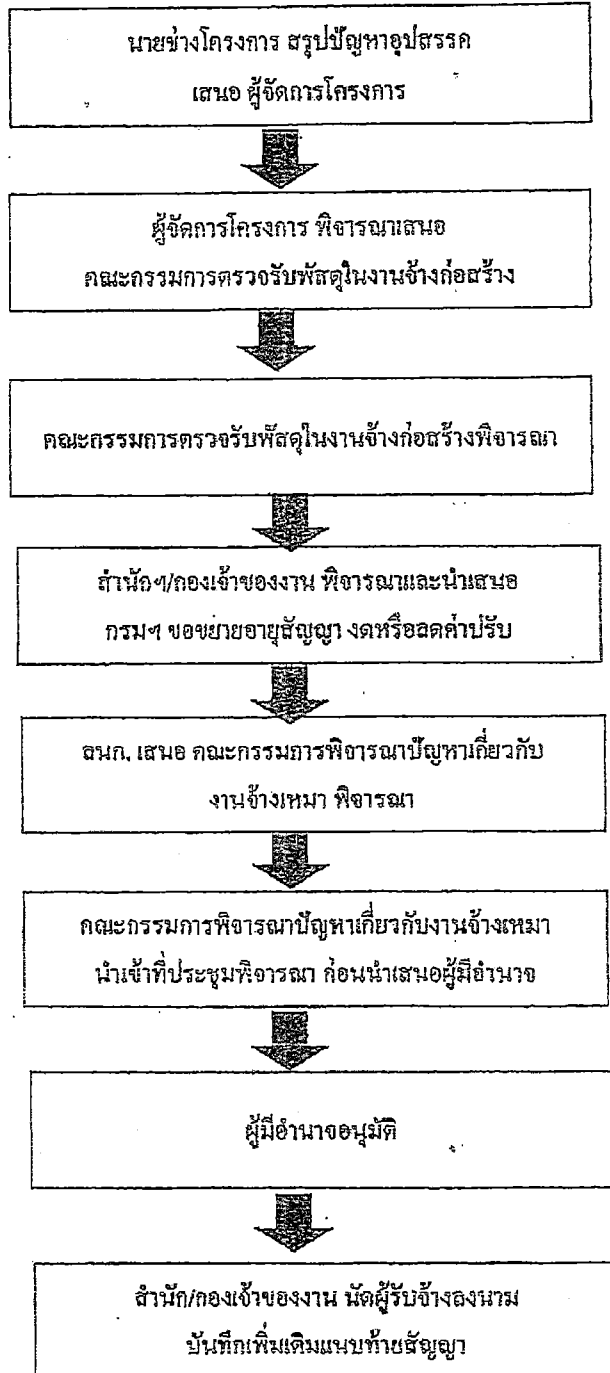 นายช่างโครงการ สรุปปัญหาอุปสรรค
เสนอ ผู้จัดการโครงการ
ผู้จัดการโครงการ พิจารณาเสนอ
คณะกรรมการตรวจรับพัสดุในงานจ้างก่อสร้าง
คณะกรรมการตรวจรับพัสดุในงานจ้างก่อสร้างพิจารณา
สำนักฯ/กองเจ้าของงาน พิจารณาและนำเสนอ
กรมฯ ขอขยายอายุสัญญา งดหรือลดค่าปรับ
สนก. เสนอ คณะกรรมการพิจารณาปัญหาเกี่ยวกับ
งานจ้างเหมา พิจารณา
คณะกรรมการพิจารณาปัญหาเกี่ยวกับงานจ้างเหมา
นำเข้าที่ประชุมพิจารณา ก่อนนำเสนอผู้มีอำนาจ
ผู้มีอำนาจอนุมัติ
สำนัก/กองเจ้าของงาน นัดผู้รับจ้างลงนาม
บันทึกเพิ่มเติมแนบท้ายสัญญา